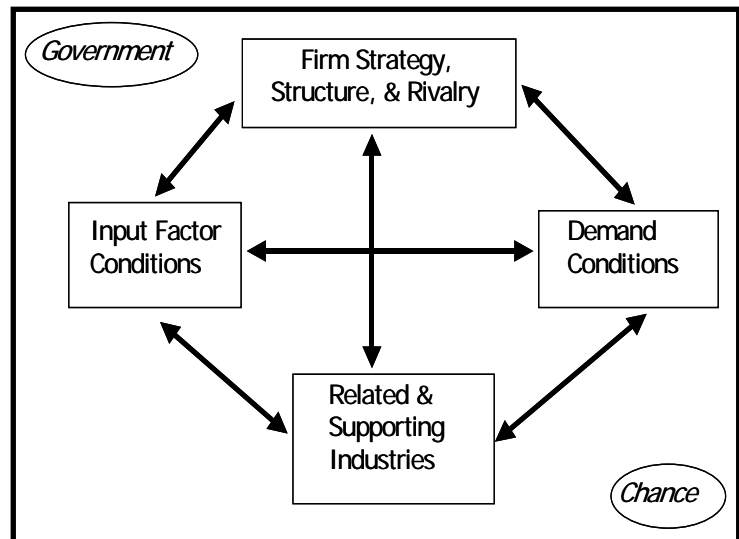 Government
Firm Strategy,
Structure, & Rivalry
Input Factor
Conditions
Demand
Conditions
Related &
Supporting
Industries
Chance